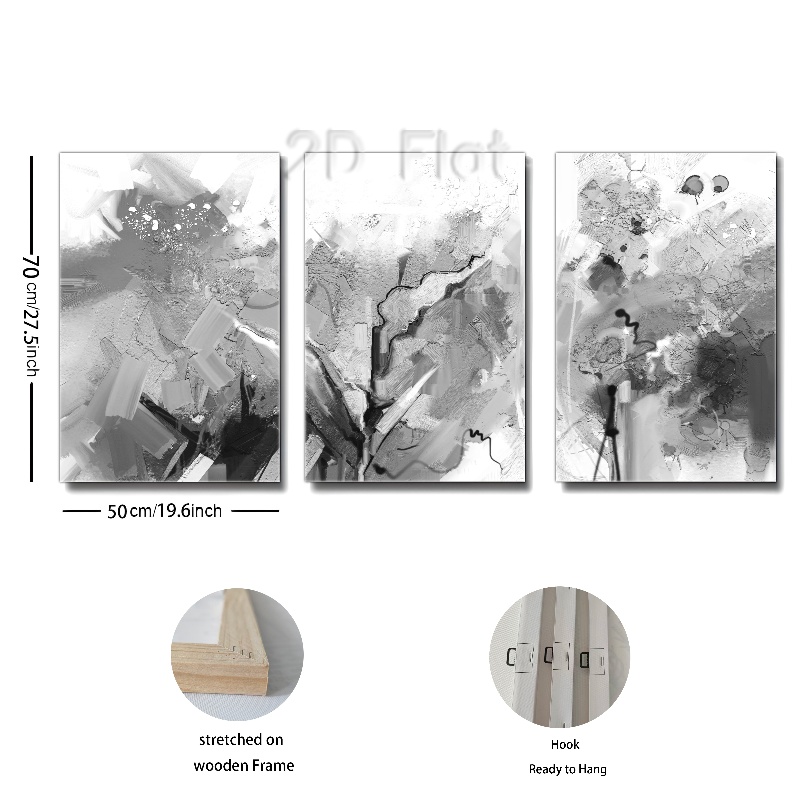 2D Flat
70 cm/27.5inch
50cm/19.6inch
stretched on
wooden Frame
Hook
Ready to Hang